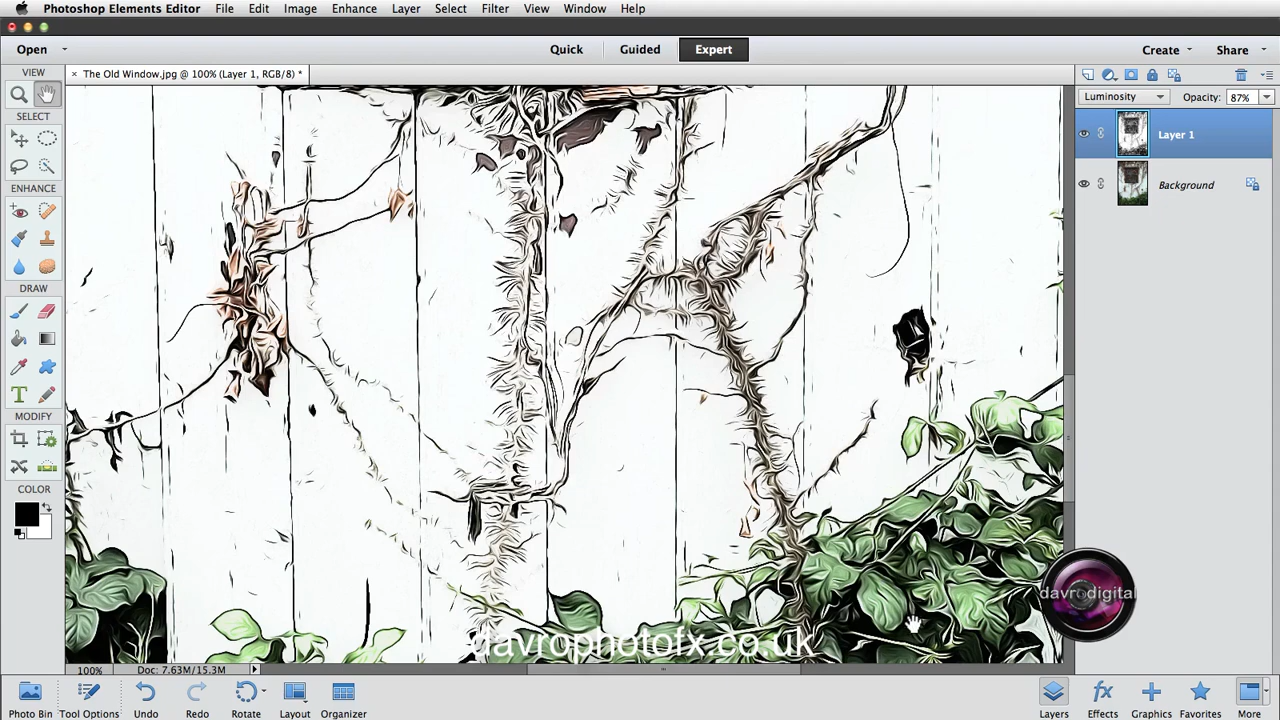 Photoshop Elements Editor File Edit Image Enhance Layer Select Filter View Window Help
Open Quick Guided Expert Create Share
VIEW
× The Old Window.jpg @ 100% (Layer 1, RGB/8) *
SELECT
ENHANCE
DRAW
T
MODIFY
COLOR
Luminosity Opacity: 87%
Layer 1
Background
davro digital
davrophotofx.co.uk
100% Doc: 7.63M/15.3M
Photo Bin Tool Options Undo Redo Rotate Layout Organizer Layers Effects Graphics Favorites More
fx